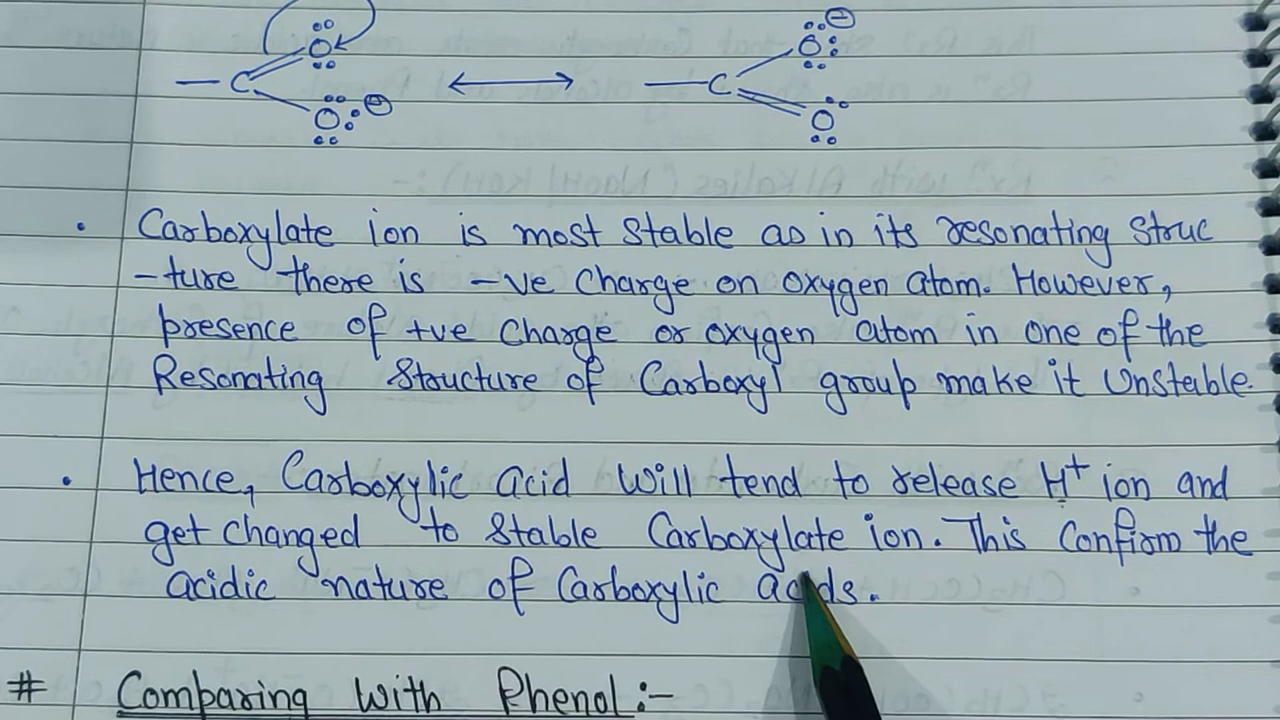 — C O O ⊖ ⟷ — C O ⊖ O
• Carboxylate ion is most stable as in its resonating Struc
-ture there is -ve Charge on oxygen atom. However,
presence of +ve Charge or oxygen atom in one of the
Resonating Structure of Carboxyl group make it Unstable.
• Hence, Carboxylic acid will tend to release H⁺ ion and
get changed to stable Carboxylate ion. This Confirm the
acidic nature of Carboxylic acids.
# Comparing With Phenol:-